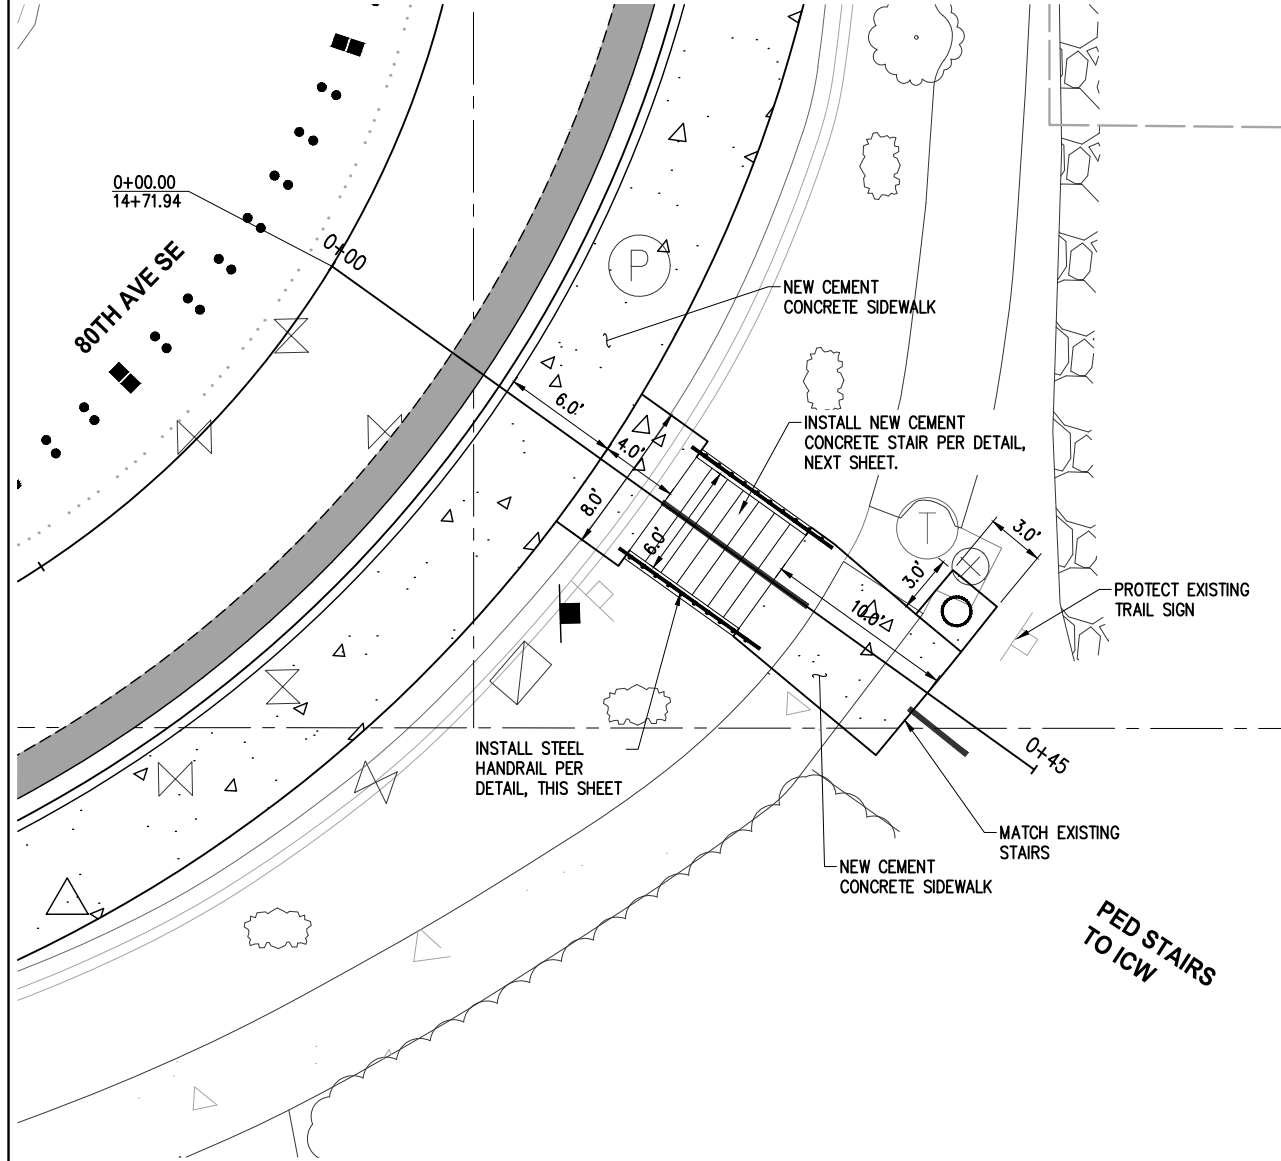 0+00.00
14+71.94
80TH AVE SE
0+00
P
NEW CEMENT
CONCRETE SIDEWALK
6.0'
4.0'
8.0'
6.0'
INSTALL NEW CEMENT
CONCRETE STAIR PER DETAIL,
NEXT SHEET.
T
3.0'
3.0'
10.0'
PROTECT EXISTING
TRAIL SIGN
INSTALL STEEL
HANDRAIL PER
DETAIL, THIS SHEET
0+45
MATCH EXISTING
STAIRS
NEW CEMENT
CONCRETE SIDEWALK
PED STAIRS
TO ICW